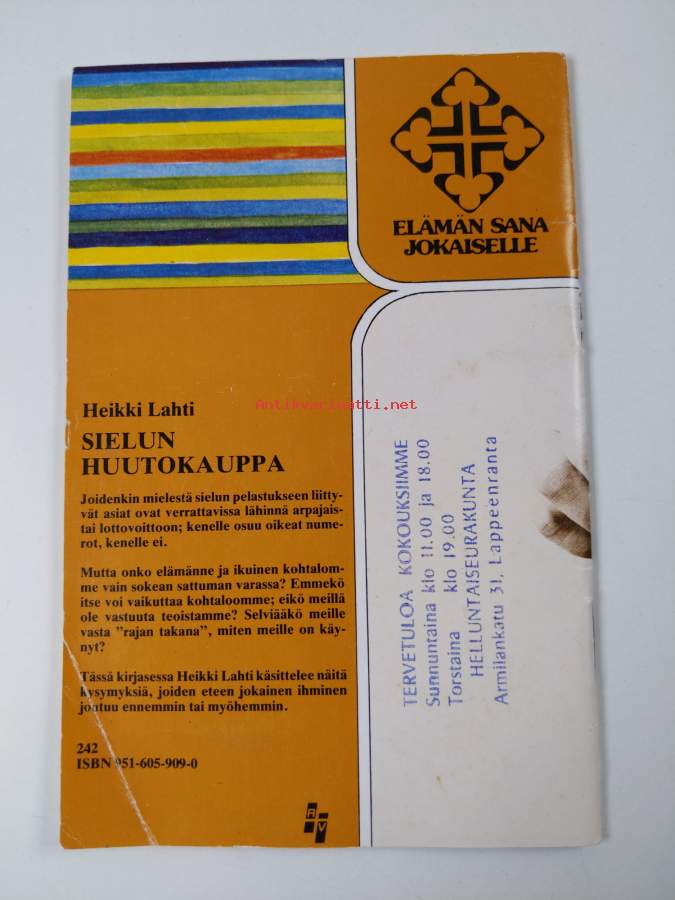 ELÄMÄN SANA
JOKAISELLE
Antikvariaatti.net
Heikki Lahti
SIELUN
HUUTOKAUPPA
Joidenkin mielestä sielun pelastukseen liitty-
vät asiat ovat verrattavissa lähinnä arpajais-
tai lottovoittoon; kenelle osuu oikeat nume-
rot, kenelle ei.
Mutta onko elämänne ja ikuinen kohtalom-
me vain sokean sattuman varassa? Emmekö
itse voi vaikuttaa kohtaloomme; eikö meillä
ole vastuuta teoistamme? Selviääkö meille
vasta "rajan takana", miten meille on käy-
nyt?
Tässä kirjasessa Heikki Lahti käsittelee näitä
kysymyksiä, joiden eteen jokainen ihminen
joutuu ennemmin tai myöhemmin.
242
ISBN 951-605-909-0
RV
TERVETULOA KOKOUKSIIMME
Sunnuntaina klo 11.00 ja 18.00
Torstaina klo 19.00
HELLUNTAISEURAKUNTA
Armilankatu 31, Lappeenranta